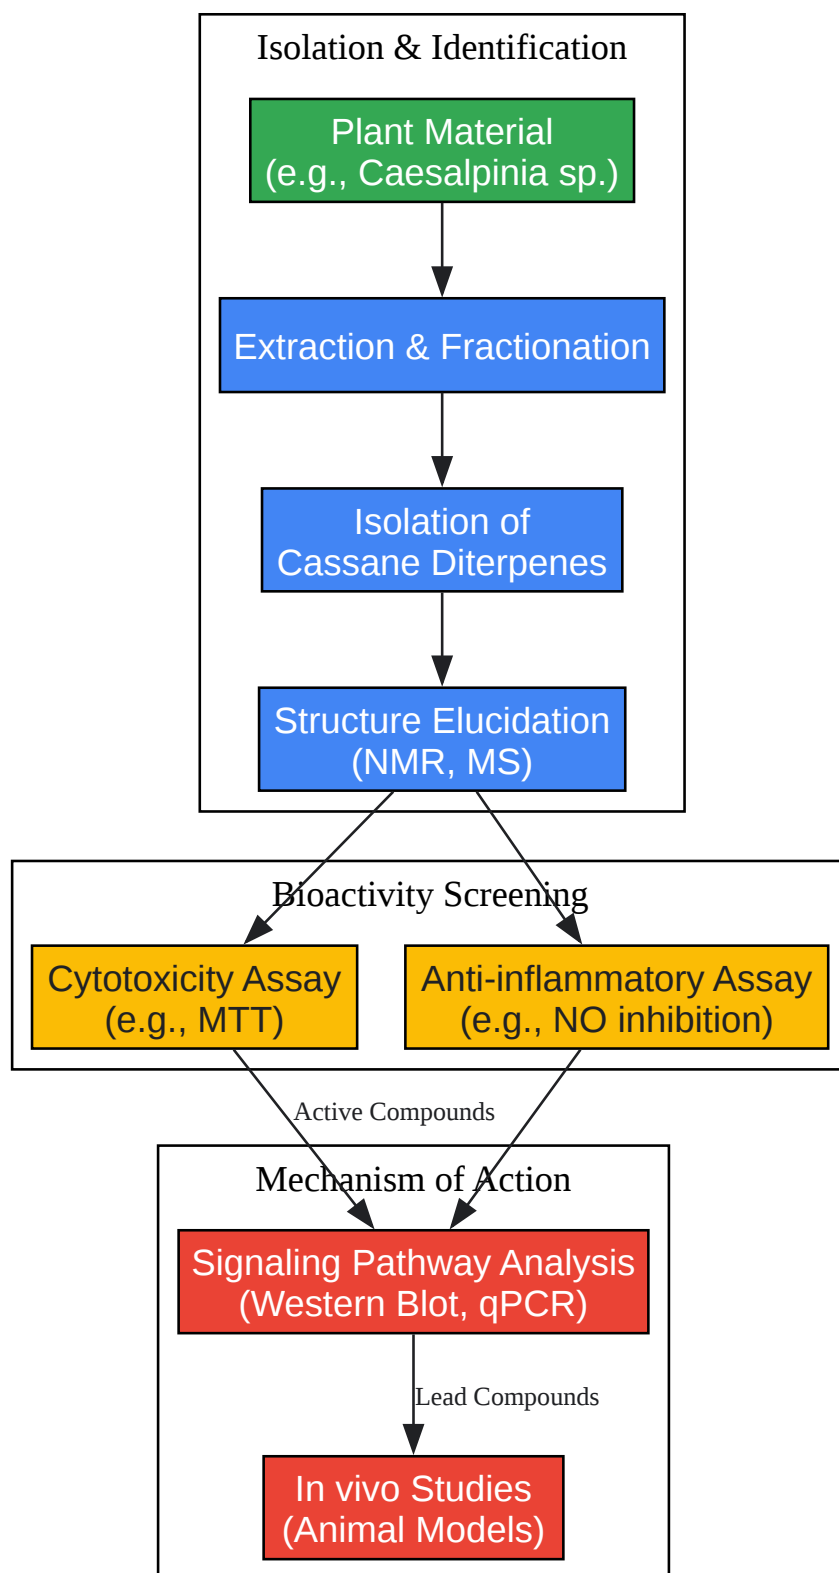 Isolation & Identification
Plant Material
(e.g., Caesalpinia sp.)
Extraction & Fractionation
Isolation of
Cassane Diterpenes
Structure Elucidation
(NMR, MS)
Bioactivity Screening
Cytotoxicity Assay
(e.g., MTT)
Anti-inflammatory Assay
(e.g., NO inhibition)
Active Compounds
Mechanism of Action
Signaling Pathway Analysis
(Western Blot, qPCR)
Lead Compounds
In vivo Studies
(Animal Models)